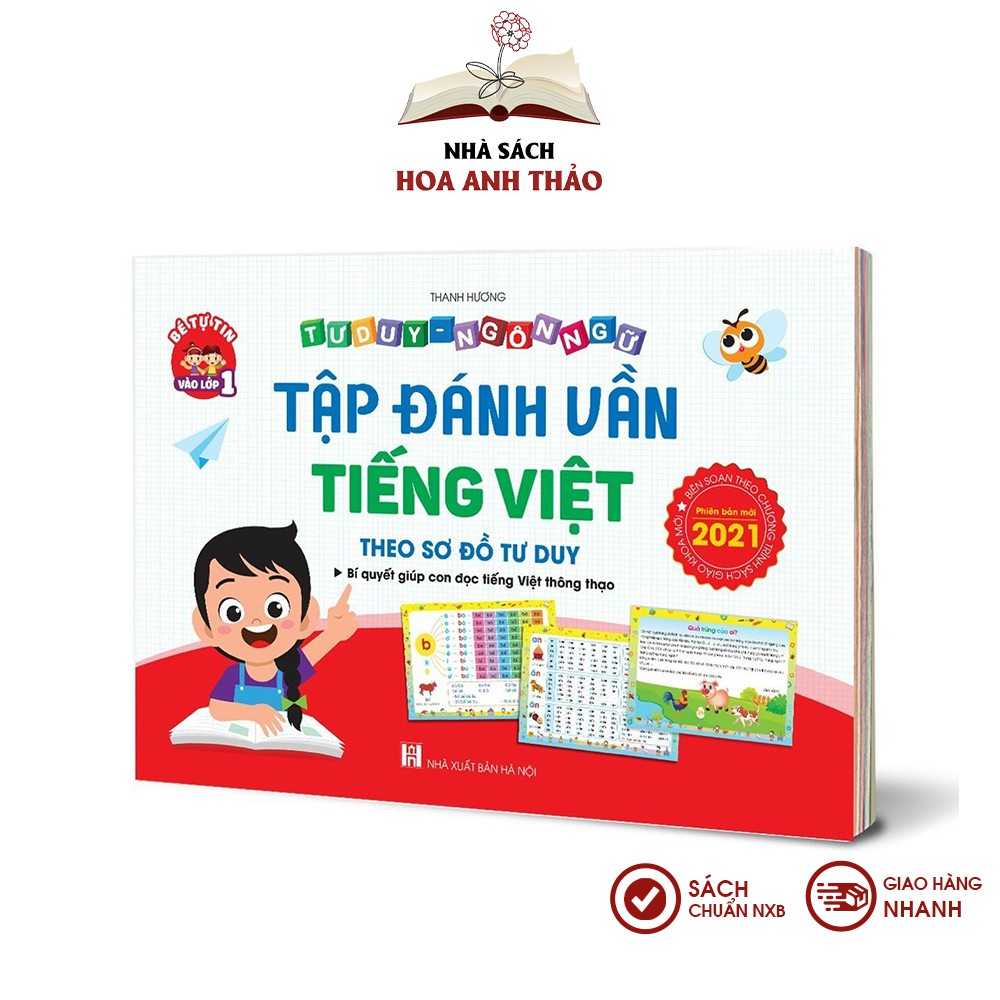 NHÀ SÁCH
HOA ANH THẢO
THANH HƯƠNG
TƯ DUY - NGÔN NGỮ
BÉ TỰ TIN
VÀO LỚP 1
TẬP ĐÁNH VẦN
TIẾNG VIỆT
THEO SƠ ĐỒ TƯ DUY
▶ Bí quyết giúp con đọc tiếng Việt thông thạo
BIÊN SOẠN THEO CHƯƠNG TRÌNH SÁCH GIÁO KHOA MỚI
Phiên bản mới
2021
b
an
ăn
ân
Quả trứng của ai?
NHÀ XUẤT BẢN HÀ NỘI
SÁCH
CHUẨN NXB
GIAO HÀNG
NHANH